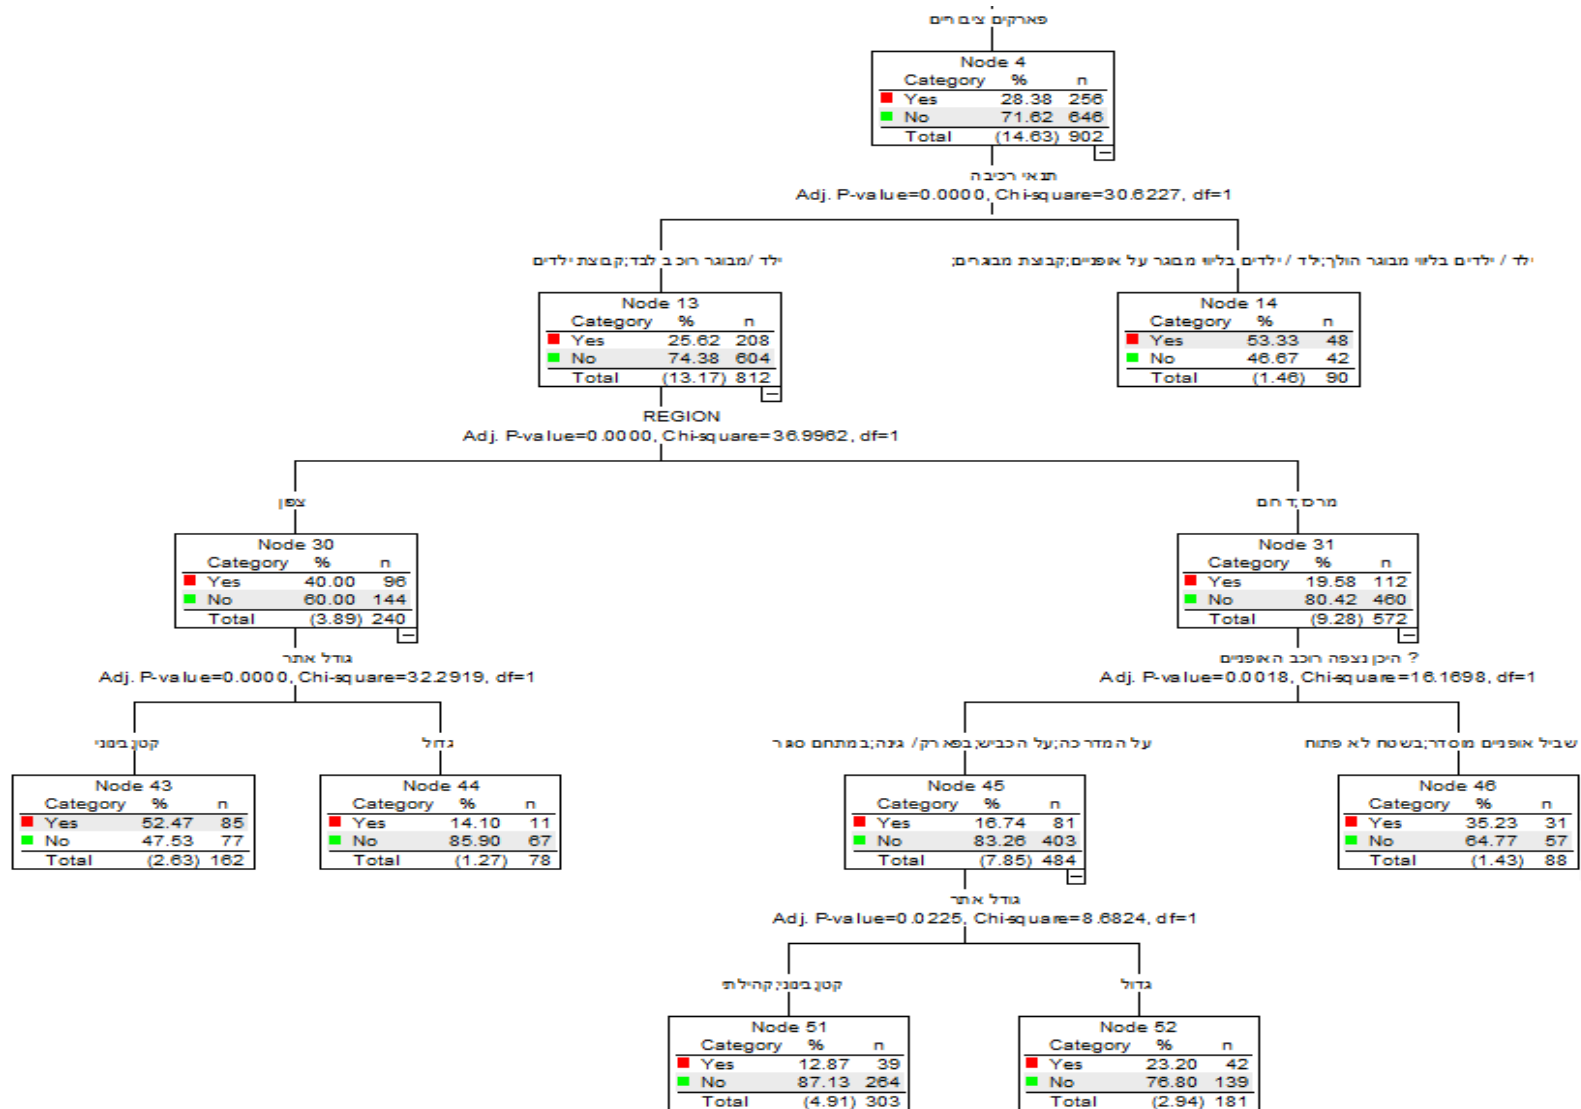 פארקים ציבוריים
Node 4
Category % n
Yes 28.38 256
No 71.62 646
Total (14.63) 902
תנאי רכיבה
Adj. P-value=0.0000, Chi-square=30.6227, df=1
ילד /מבוגר רוכב לבד;קבוצת ילדים
ילד / ילדים בליווי מבוגר הולך;ילד / ילדים בליווי מבוגר על אופניים;קבוצת מבוגרים;
Node 13
Category % n
Yes 25.62 208
No 74.38 604
Total (13.17) 812
Node 14
Category % n
Yes 53.33 48
No 46.67 42
Total (1.46) 90
REGION
Adj. P-value=0.0000, Chi-square=36.9962, df=1
צפון
מרכז;דרום
Node 30
Category % n
Yes 40.00 96
No 60.00 144
Total (3.89) 240
Node 31
Category % n
Yes 19.58 112
No 80.42 460
Total (9.28) 572
גודל אתר
Adj. P-value=0.0000, Chi-square=32.2919, df=1
היכן נצפה רוכב האופניים ?
Adj. P-value=0.0018, Chi-square=16.1698, df=1
קטן;בינוני
גדול
על המדרכה;על הכביש;בפארק/ גינה;במתחם סגור
שביל אופניים מוסדר;בשטח לא פתוח
Node 43
Category % n
Yes 52.47 85
No 47.53 77
Total (2.63) 162
Node 44
Category % n
Yes 14.10 11
No 85.90 67
Total (1.27) 78
Node 45
Category % n
Yes 16.74 81
No 83.26 403
Total (7.85) 484
Node 46
Category % n
Yes 35.23 31
No 64.77 57
Total (1.43) 88
גודל אתר
Adj. P-value=0.0225, Chi-square=8.6824, df=1
קטן;בינוני;קהילתי
גדול
Node 51
Category % n
Yes 12.87 39
No 87.13 264
Total (4.91) 303
Node 52
Category % n
Yes 23.20 42
No 76.80 139
Total (2.94) 181